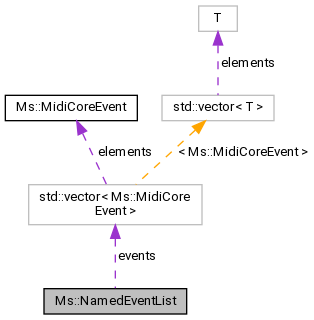 T
elements
Ms::MidiCoreEvent
std::vector< T >
elements
< Ms::MidiCoreEvent >
std::vector< Ms::MidiCore
Event >
events
Ms::NamedEventList